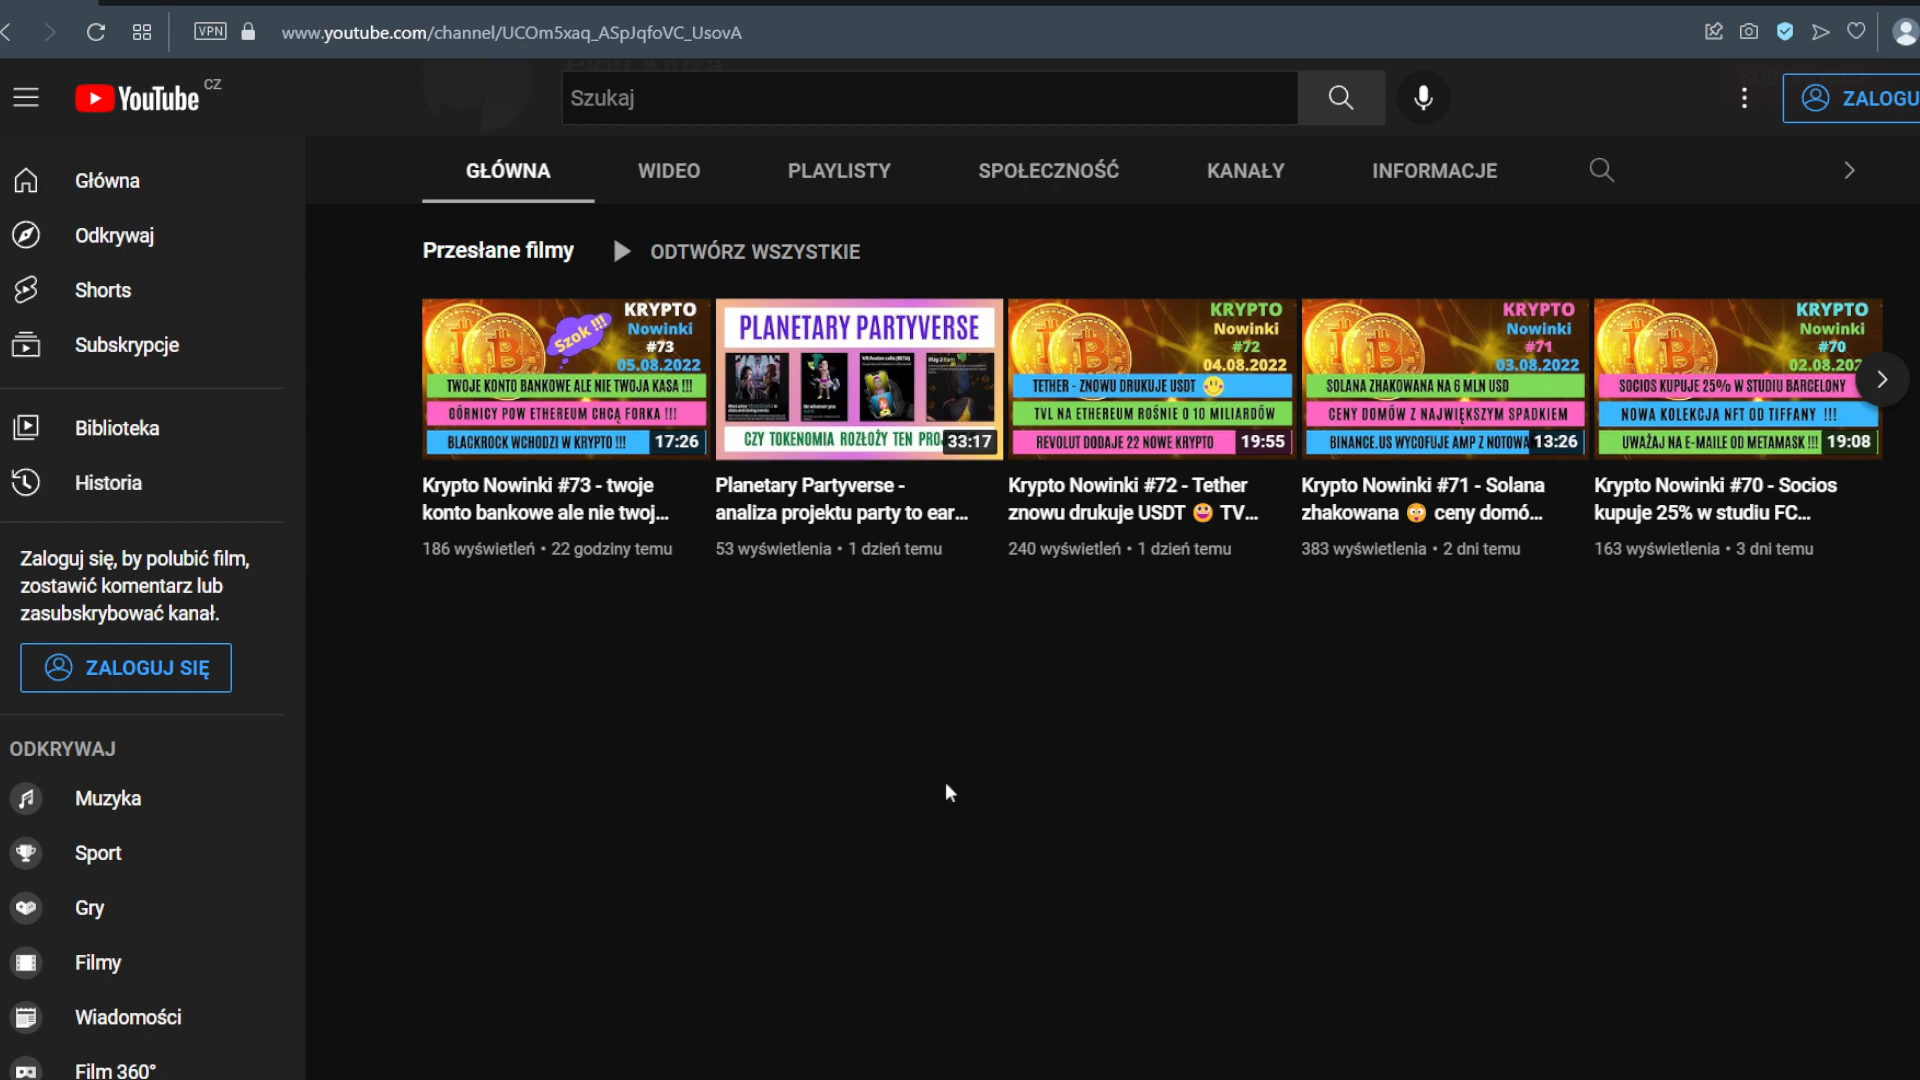 VPN
www.youtube.com/channel/UCOm5xaq_ASpJqfoVC_UsovA
YouTube CZ
Szukaj
ZALOGU
Główna
Odkrywaj
Shorts
Subskrypcje
Biblioteka
Historia
Zaloguj się, by polubić film,
zostawić komentarz lub
zasubskrybować kanał.
ZALOGUJ SIĘ
ODKRYWAJ
Muzyka
Sport
Gry
Filmy
Wiadomości
Film 360°
GŁÓWNA
WIDEO
PLAYLISTY
SPOŁECZNOŚĆ
KANAŁY
INFORMACJE
Przesłane filmy
ODTWÓRZ WSZYSTKIE
Szok !!!
KRYPTO
Nowinki
#73
05.08.2022
TWOJE KONTO BANKOWE ALE NIE TWOJA KASA !!!
GÓRNICY POW ETHEREUM CHCĄ FORKA !!!
BLACKROCK WCHODZI W KRYPTO !!!
17:26
Krypto Nowinki #73 - twoje
konto bankowe ale nie twoj...
186 wyświetleń • 22 godziny temu
PLANETARY PARTYVERSE
CZY TOKENOMIA ROZŁOŻY TEN PRO
33:17
Planetary Partyverse -
analiza projektu party to ear...
53 wyświetlenia • 1 dzień temu
KRYPTO
Nowinki
#72
04.08.2022
TETHER - ZNOWU DRUKUJE USDT
TVL NA ETHEREUM ROŚNIE O 10 MILIARDÓW
REVOLUT DODAJE 22 NOWE KRYPTO
19:55
Krypto Nowinki #72 - Tether
znowu drukuje USDT 😀 TV...
240 wyświetleń • 1 dzień temu
KRYPTO
Nowinki
#71
03.08.2022
SOLANA ZHAKOWANA NA 6 MLN USD
CENY DOMÓW Z NAJWIĘKSZYM SPADKIEM
BINANCE.US WYCOFUJE AMP Z NOTOWA
13:26
Krypto Nowinki #71 - Solana
zhakowana 😳 ceny domó...
383 wyświetlenia • 2 dni temu
KRYPTO
Nowinki
#70
02.08.202
SOCIOS KUPUJE 25% W STUDIU BARCELONY
NOWA KOLEKCJA NFT OD TIFFANY !!!
UWAŻAJ NA E-MAILE OD METAMASK !!!
19:08
Krypto Nowinki #70 - Socios
kupuje 25% w studiu FC...
163 wyświetlenia • 3 dni temu